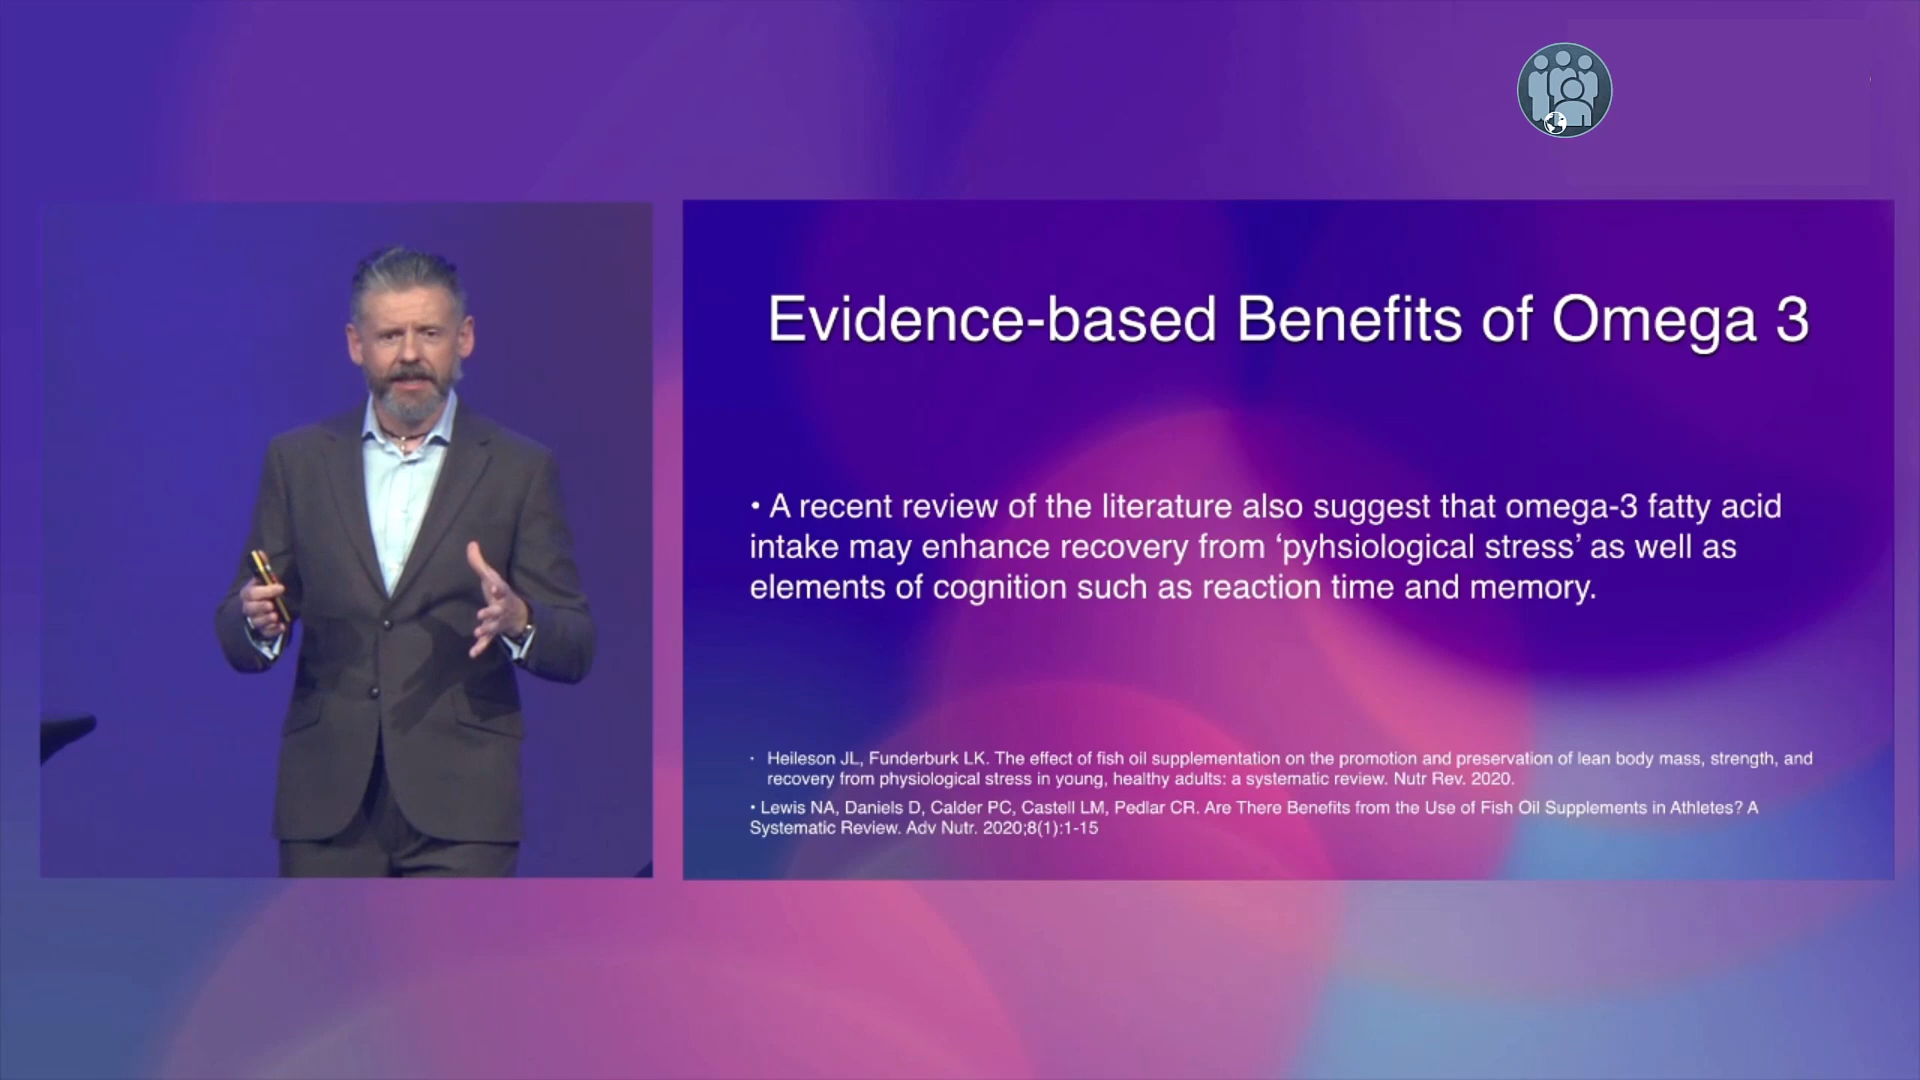 Evidence-based Benefits of Omega 3
• A recent review of the literature also suggest that omega-3 fatty acid
intake may enhance recovery from ‘pyhsiological stress’ as well as
elements of cognition such as reaction time and memory.
· Heileson JL, Funderburk LK. The effect of fish oil supplementation on the promotion and preservation of lean body mass, strength, and
recovery from physiological stress in young, healthy adults: a systematic review. Nutr Rev. 2020.
• Lewis NA, Daniels D, Calder PC, Castell LM, Pedlar CR. Are There Benefits from the Use of Fish Oil Supplements in Athletes? A
Systematic Review. Adv Nutr. 2020;8(1):1-15